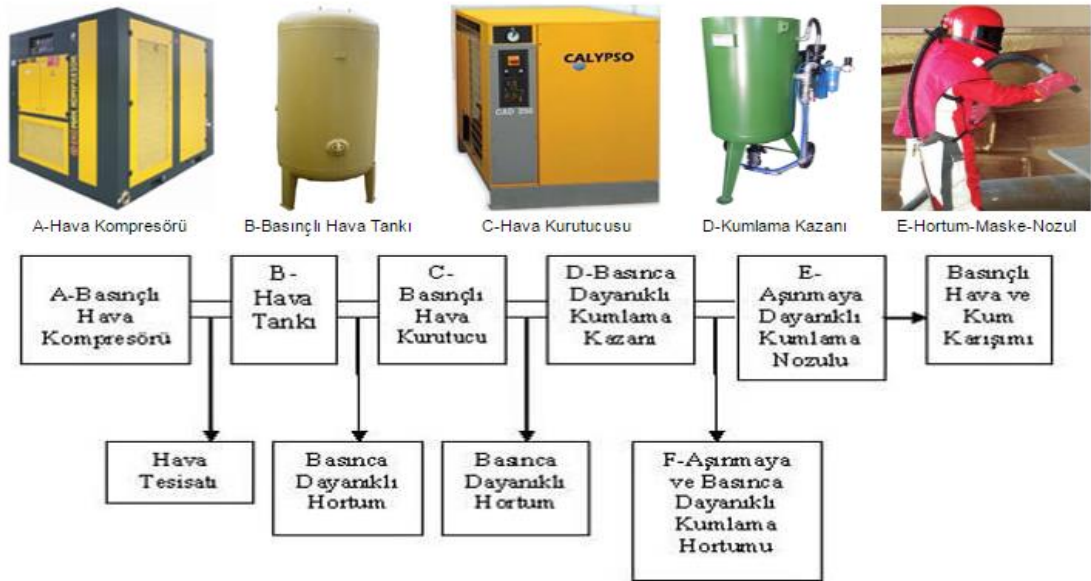 CALYPSO
CAD 250
A-Hava Kompresörü
B-Basınçlı Hava Tankı
C-Hava Kurutucusu
D-Kumlama Kazanı
E-Hortum-Maske-Nozul
A-Basınçlı
Hava
Kompresörü
B-
Hava
Tankı
C-
Basınçlı
Hava
Kurutucu
D-Basınca
Dayanıklı
Kumlama
Kazanı
E-
Aşınmaya
Dayanıklı
Kumlama
Nozulu
Basınçlı
Hava ve
Kum
Karışımı
Hava
Tesisatı
Basınca
Dayanıklı
Hortum
Basınca
Dayanıklı
Hortum
F-Aşınmaya
ve Basınca
Dayanıklı
Kumlama
Hortumu